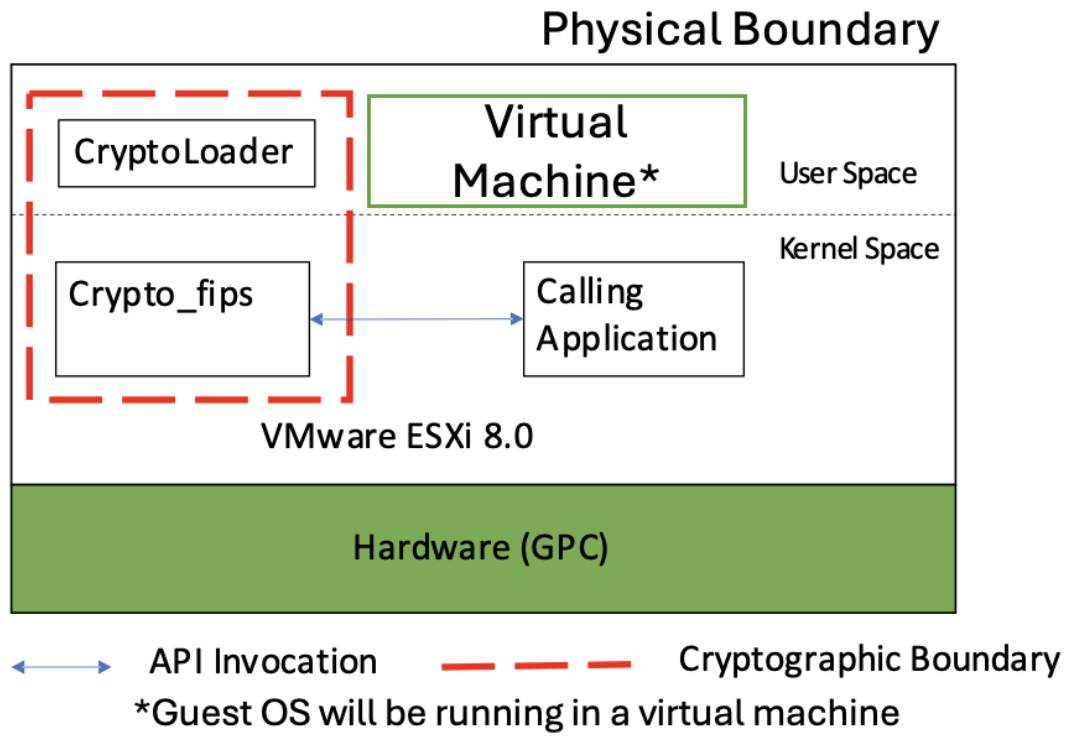 Physical Boundary
CryptoLoader
Virtual
Machine*
User Space
Kernel Space
Crypto_fips
Calling
Application
VMware ESXi 8.0
Hardware (GPC)
API Invocation
Cryptographic Boundary
*Guest OS will be running in a virtual machine